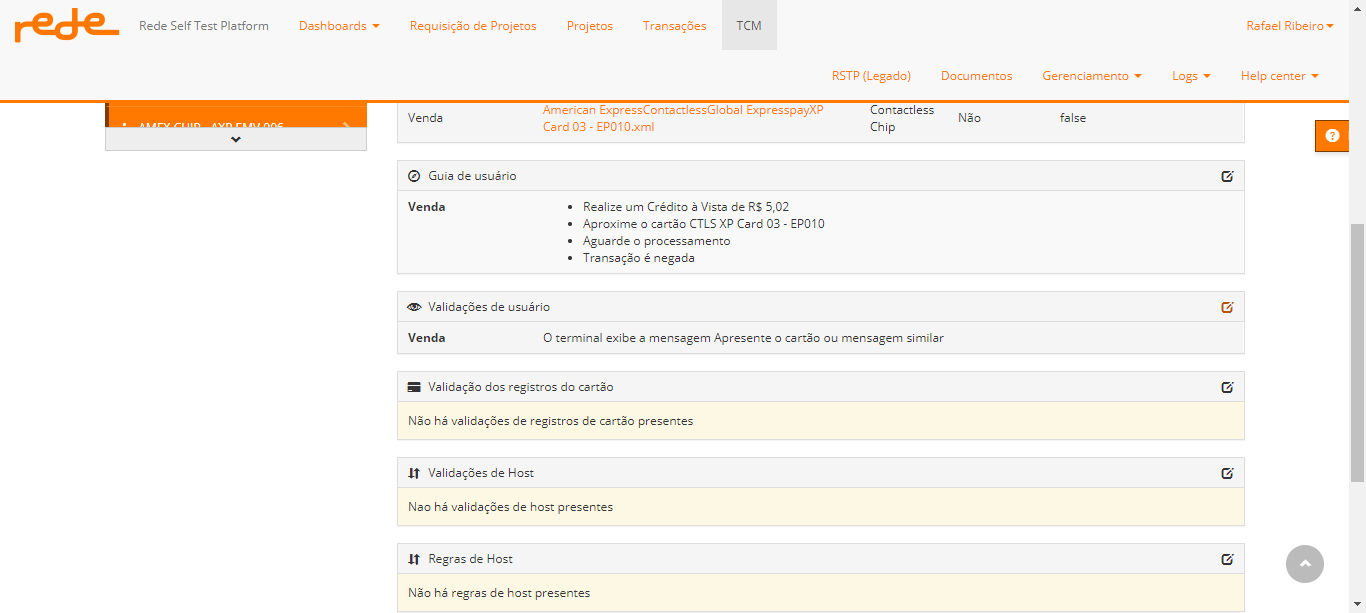 rede
Rede Self Test Platform
Dashboards
Requisição de Projetos
Projetos
Transações
TCM
Rafael Ribeiro
RSTP (Legado)
Documentos
Gerenciamento
Logs
Help center
AMEX CHIP - AXP EMV 006
Venda
American ExpressContactlessGlobal ExpresspayXP
Card 03 - EP010.xml
Contactless
Chip
Não
false
Guia de usuário
Venda
Realize um Crédito à Vista de R$ 5,02
Aproxime o cartão CTLS XP Card 03 - EP010
Aguarde o processamento
Transação é negada
Validações de usuário
Venda
O terminal exibe a mensagem Apresente o cartão ou mensagem similar
Validação dos registros do cartão
Não há validações de registros de cartão presentes
Validações de Host
Nao há validações de host presentes
Regras de Host
Não há regras de host presentes